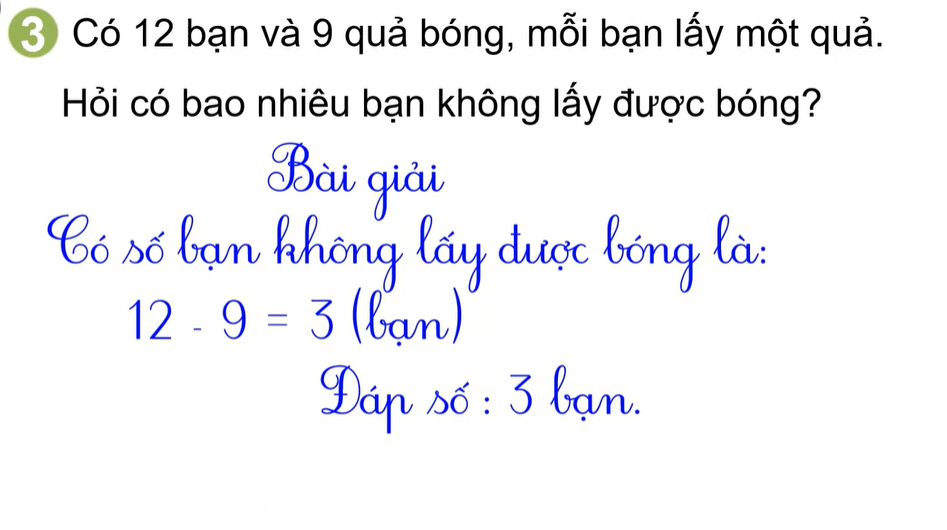 3 Có 12 bạn và 9 quả bóng, mỗi bạn lấy một quả.
Hỏi có bao nhiêu bạn không lấy được bóng?
Bài giải
Có số bạn không lấy được bóng là:
12 - 9 = 3 (bạn)
Đáp số : 3 bạn.